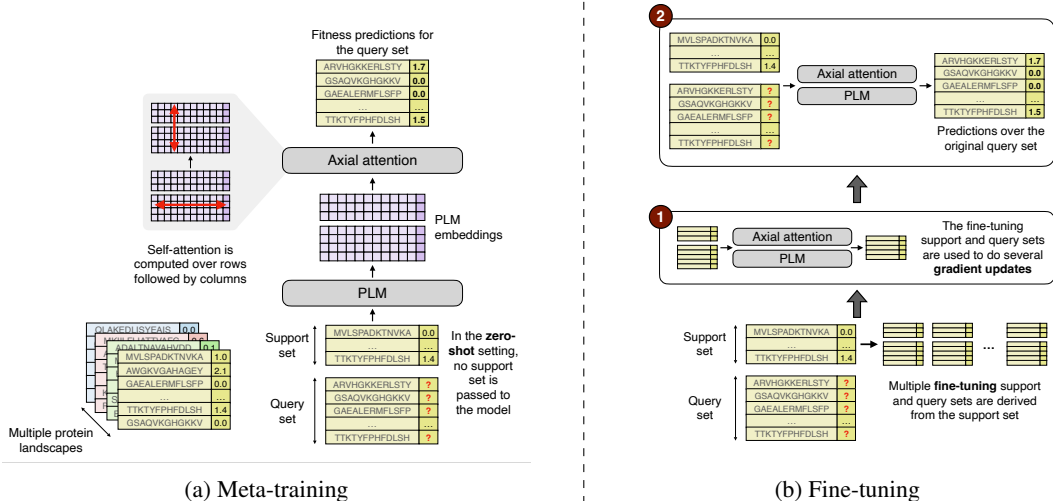 Fitness predictions for
the query set
ARVHGKKERLSTY 1.7
GSAQVKGHGKKV 0.0
GAEALERMFLSFP 0.0
... ...
TTKTYFPHFDLSH 1.5
Axial attention
PLM
embeddings
Self-attention is
computed over rows
followed by columns
PLM
QLAKEDLISYEAIS 0.0
ADALTNAVAHVDD 0.1
MVLSPADKTNVKA 1.0
AWGKVGAHAGEY 2.1
GAEALERMFLSFP 0.0
... ...
TTKTYFPHFDLSH 1.4
GSAQVKGHGKKV 0.0
Multiple protein
landscapes
Support
set
MVLSPADKTNVKA 0.0
... ...
TTKTYFPHFDLSH 1.4
Query
set
ARVHGKKERLSTY ?
GSAQVKGHGKKV ?
GAEALERMFLSFP ?
... ...
TTKTYFPHFDLSH ?
In the zero-
shot setting,
no support
set is
passed to
the model
(a) Meta-training
2
MVLSPADKTNVKA 0.0
... ...
TTKTYFPHFDLSH 1.4
ARVHGKKERLSTY ?
GSAQVKGHGKKV ?
GAEALERMFLSFP ?
... ...
TTKTYFPHFDLSH ?
Axial attention
PLM
ARVHGKKERLSTY 1.7
GSAQVKGHGKKV 0.0
GAEALERMFLSFP 0.0
... ...
TTKTYFPHFDLSH 1.5
Predictions over the
original query set
1
Axial attention
PLM
The fine-tuning
support and query sets
are used to do several
gradient updates
Support
set
MVLSPADKTNVKA 0.0
... ...
TTKTYFPHFDLSH 1.4
...
Query
set
ARVHGKKERLSTY ?
GSAQVKGHGKKV ?
GAEALERMFLSFP ?
... ...
TTKTYFPHFDLSH ?
Multiple fine-tuning support
and query sets are derived
from the support set
(b) Fine-tuning